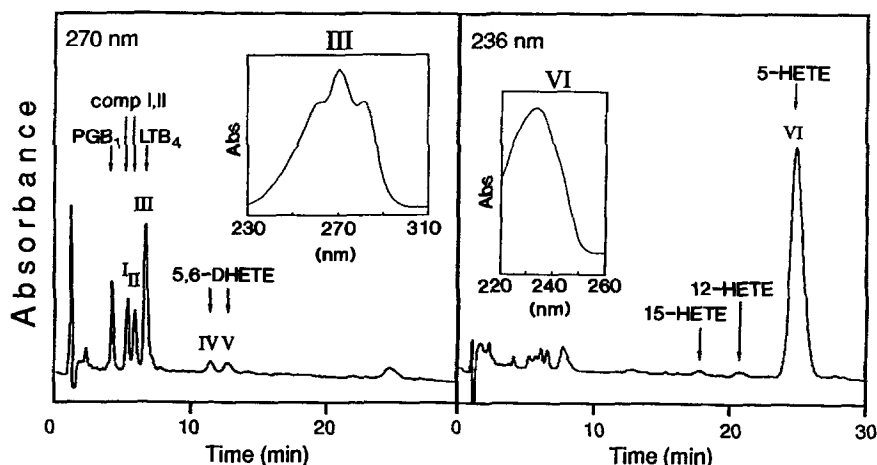 270 nm
III
comp I,II
PGB1
LTB4
III
I
II
5,6-DHETE
IV V
Abs
230 270 310
(nm)
Absorbance
0 10 20
Time (min)
236 nm
VI
5-HETE
VI
Abs
220 240 260
(nm)
12-HETE
15-HETE
10 20 30
Time (min)